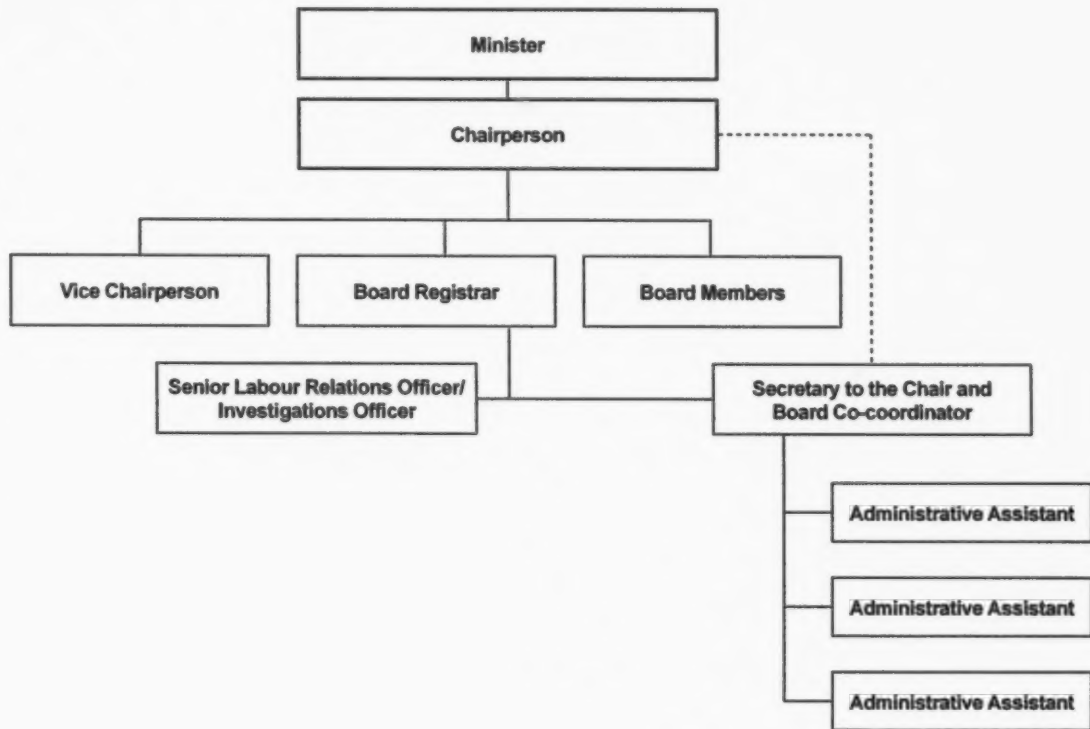 Minister
Chairperson
Vice Chairperson
Board Registrar
Board Members
Senior Labour Relations Officer/
Investigations Officer
Secretary to the Chair and
Board Co-coordinator
Administrative Assistant
Administrative Assistant
Administrative Assistant